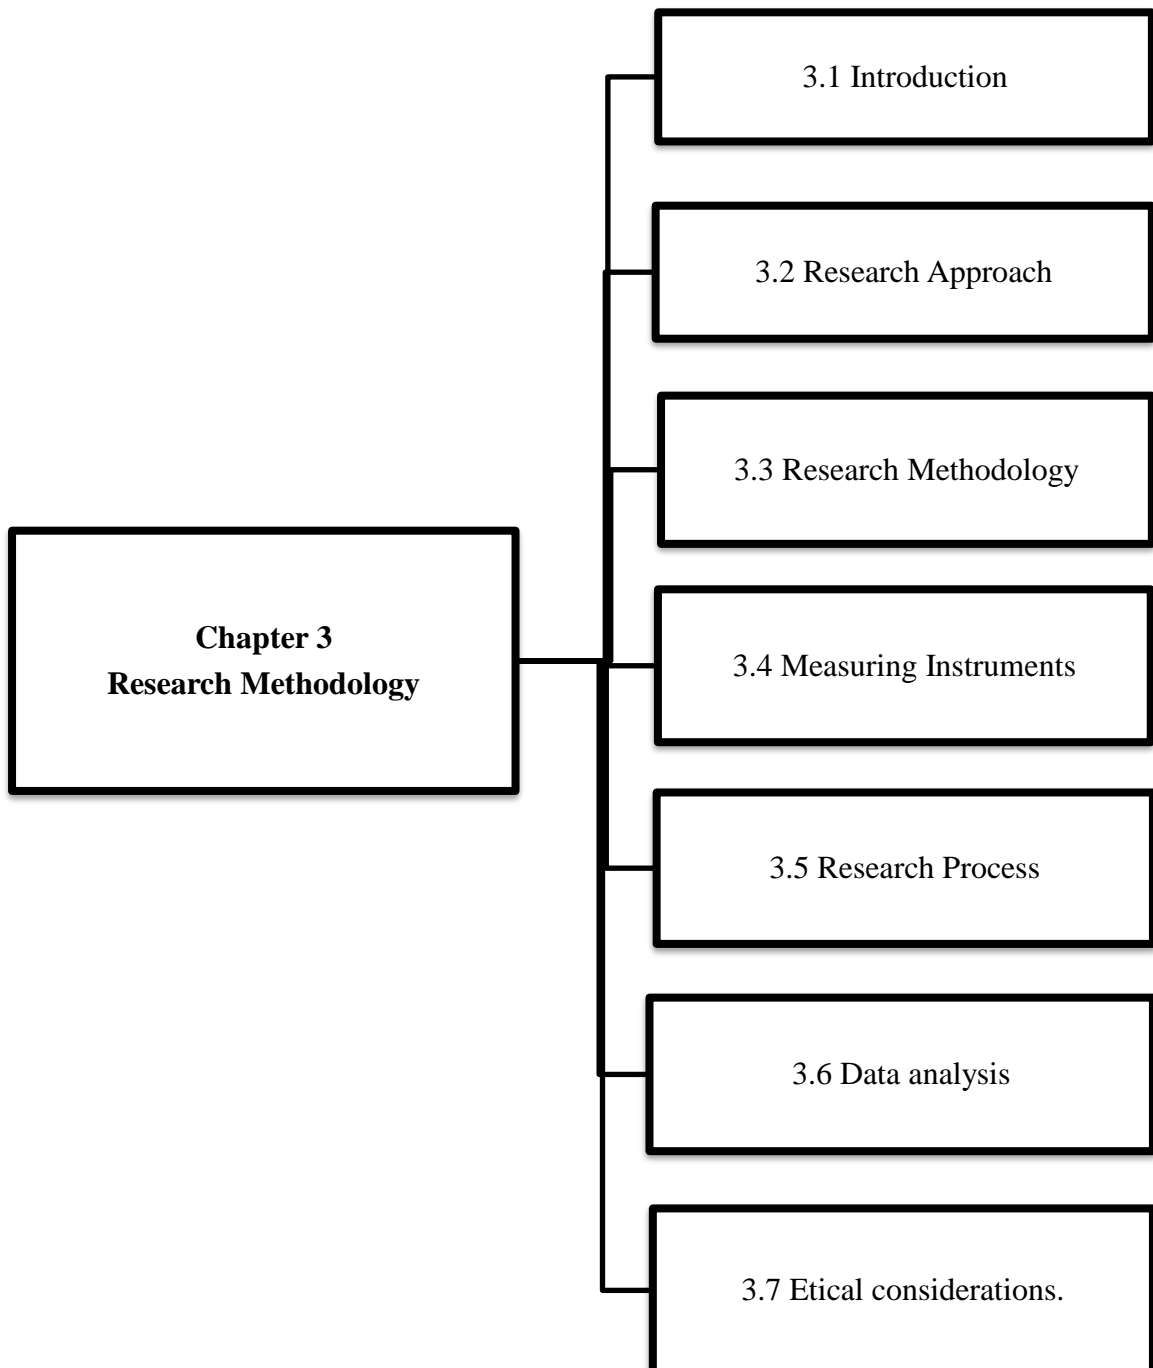 3.1 Introduction
3.2 Research Approach
3.3 Research Methodology
Chapter 3
Research Methodology
3.4 Measuring Instruments
3.5 Research Process
3.6 Data analysis
3.7 Etical considerations.